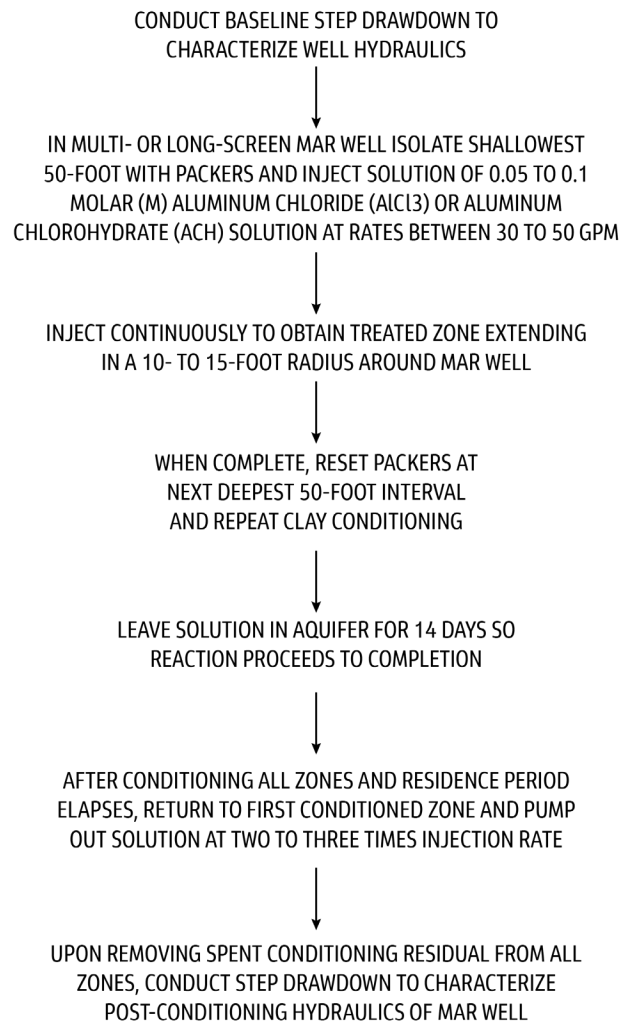 CONDUCT BASELINE STEP DRAWDOWN TO
CHARACTERIZE WELL HYDRAULICS
IN MULTI- OR LONG-SCREEN MAR WELL ISOLATE SHALLOWEST
50-FOOT WITH PACKERS AND INJECT SOLUTION OF 0.05 TO 0.1
MOLAR (M) ALUMINUM CHLORIDE (AlCl3) OR ALUMINUM
CHLOROHYDRATE (ACH) SOLUTION AT RATES BETWEEN 30 TO 50 GPM
INJECT CONTINUOUSLY TO OBTAIN TREATED ZONE EXTENDING
IN A 10- TO 15-FOOT RADIUS AROUND MAR WELL
WHEN COMPLETE, RESET PACKERS AT
NEXT DEEPEST 50-FOOT INTERVAL
AND REPEAT CLAY CONDITIONING
LEAVE SOLUTION IN AQUIFER FOR 14 DAYS SO
REACTION PROCEEDS TO COMPLETION
AFTER CONDITIONING ALL ZONES AND RESIDENCE PERIOD
ELAPSES, RETURN TO FIRST CONDITIONED ZONE AND PUMP
OUT SOLUTION AT TWO TO THREE TIMES INJECTION RATE
UPON REMOVING SPENT CONDITIONING RESIDUAL FROM ALL
ZONES, CONDUCT STEP DRAWDOWN TO CHARACTERIZE
POST-CONDITIONING HYDRAULICS OF MAR WELL